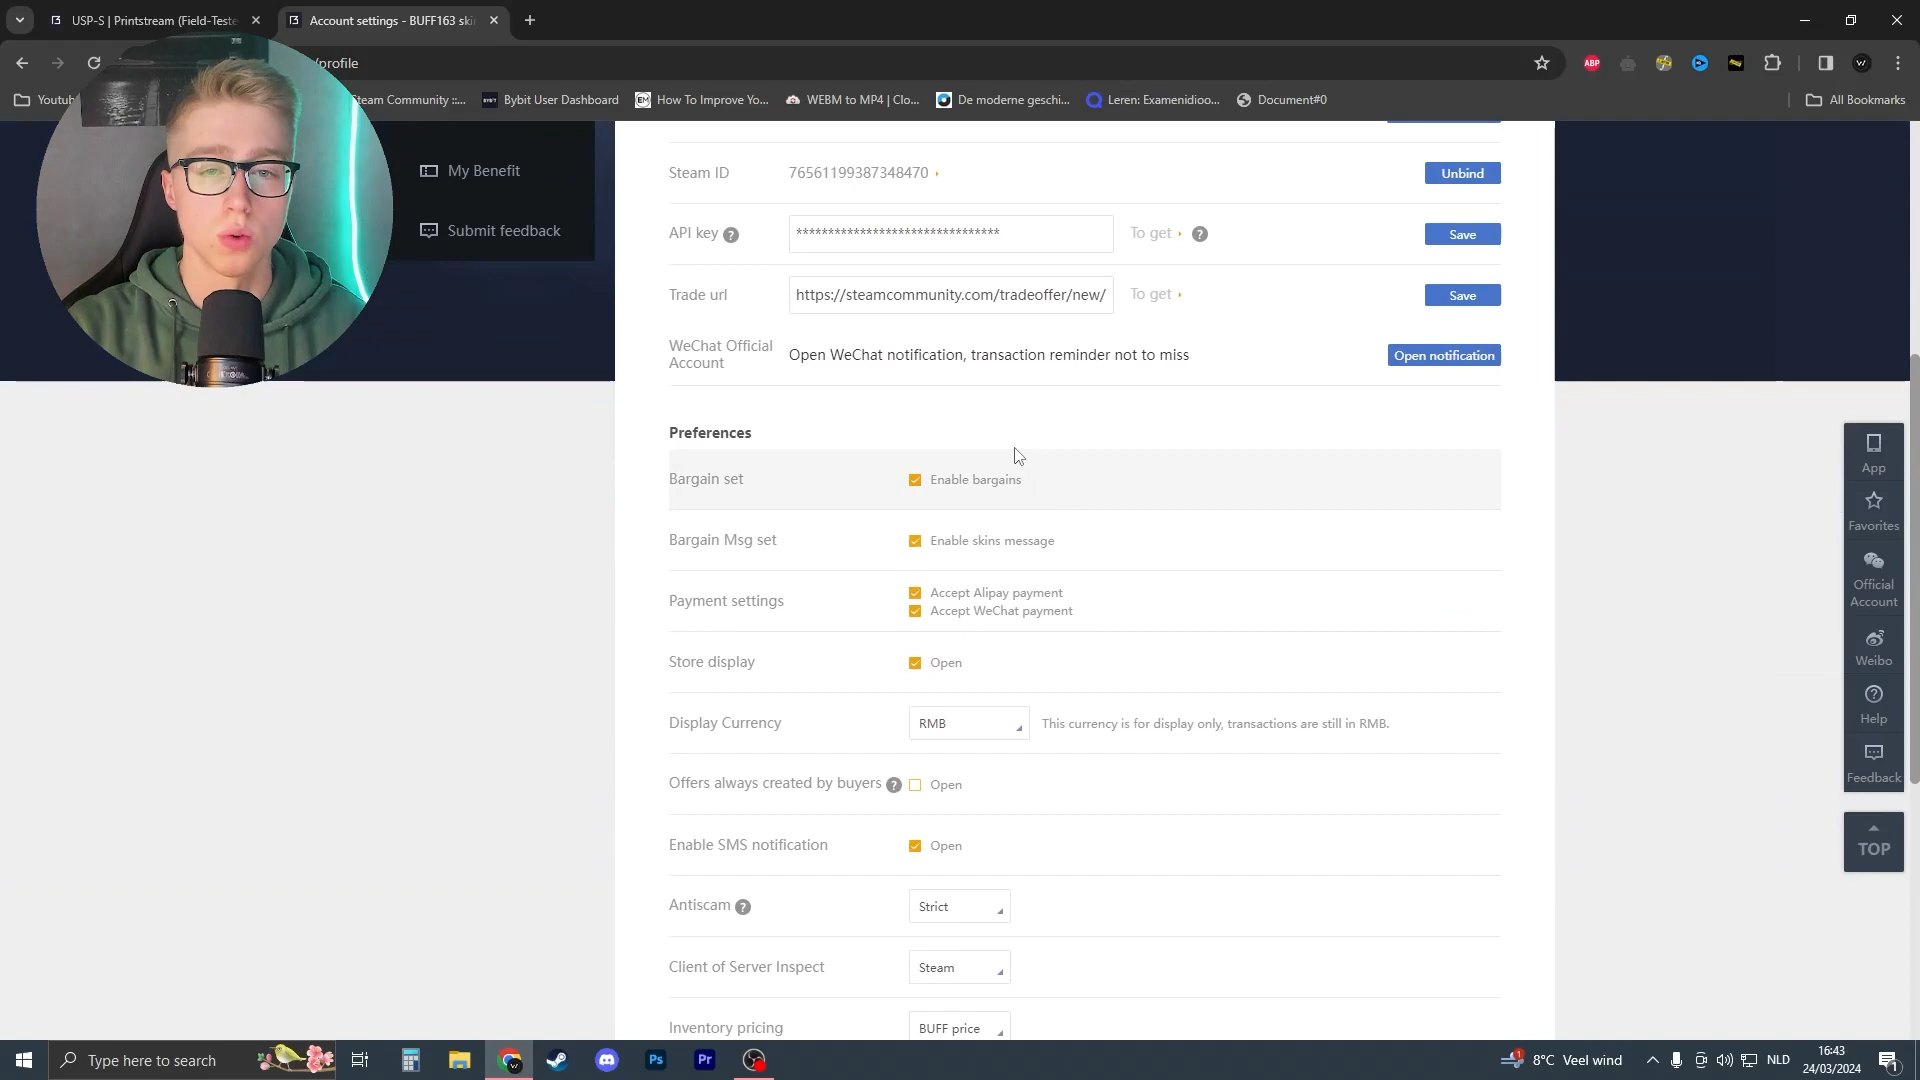 USP-S | Printstream (Field-Teste
Account settings - BUFF163 ski
/profile
Youtub
Steam Community ::...
Bybit User Dashboard
How To Improve Yo...
WEBM to MP4 | Clo...
De moderne geschi...
Leren: Examenidioo...
Document#0
All Bookmarks
My Benefit
Submit feedback
Steam ID
76561199387348470
Unbind
API key
********************************
To get
Save
Trade url
https://steamcommunity.com/tradeoffer/new/
To get
Save
WeChat Official
Account
Open WeChat notification, transaction reminder not to miss
Open notification
Preferences
Bargain set
Enable bargains
Bargain Msg set
Enable skins message
Payment settings
Accept Alipay payment
Accept WeChat payment
Store display
Open
Display Currency
RMB
This currency is for display only, transactions are still in RMB.
Offers always created by buyers
Open
Enable SMS notification
Open
Antiscam
Strict
Client of Server Inspect
Steam
Inventory pricing
BUFF price
App
Favorites
Official
Account
Weibo
Help
Feedback
TOP
Type here to search
Ps
Pr
8°C Veel wind
NLD
16:43
24/03/2024